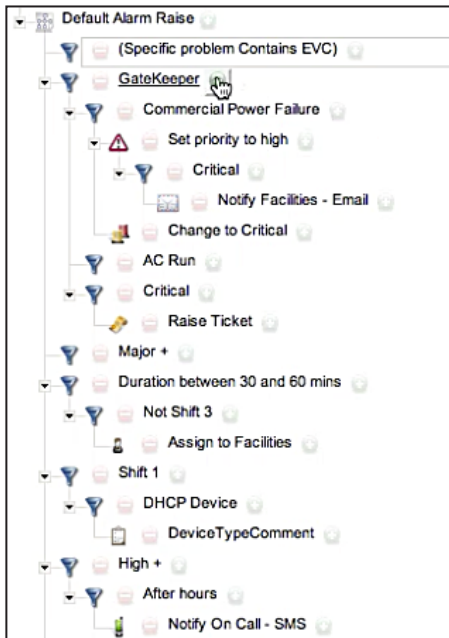 Default Alarm Raise
(Specific problem Contains EVC)
GateKeeper
Commercial Power Failure
Set priority to high
Critical
Notify Facilities - Email
Change to Critical
AC Run
Critical
Raise Ticket
Major +
Duration between 30 and 60 mins
Not Shift 3
Assign to Facilities
Shift 1
DHCP Device
DeviceTypeComment
High +
After hours
Notify On Call - SMS